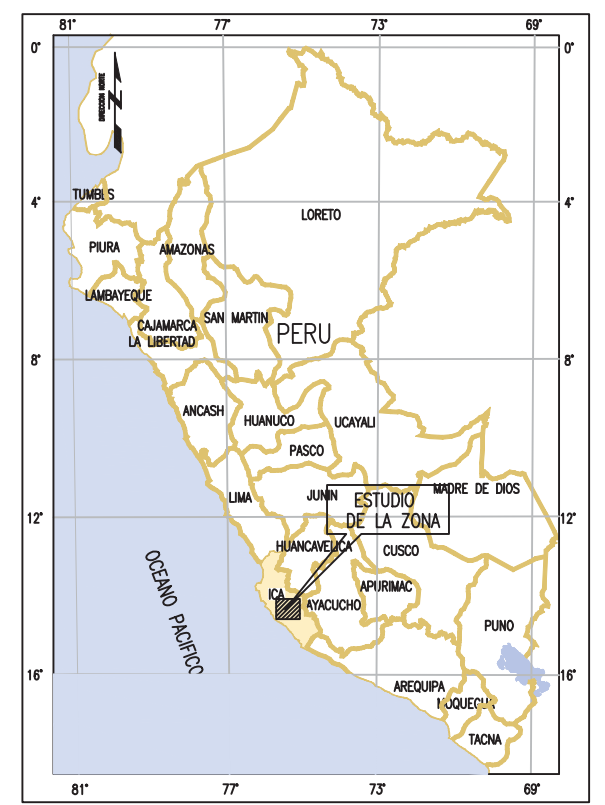 81° 77° 73° 69°
0° 0°
DIRECCIÓN NORTE
TUMBES
4° 4°
LORETO
PIURA
AMAZONAS
LAMBAYEQUE
SAN MARTIN
CAJAMARCA
PERU
LA LIBERTAD
8° 8°
ANCASH
HUANUCO
UCAYALI
PASCO
MADRE DE DIOS
JUNIN
LIMA
ESTUDIO
DE LA ZONA
12° 12°
HUANCAVELICA
CUSCO
OCEANO PACIFICO
APURIMAC
ICA
AYACUCHO
PUNO
16° 16°
AREQUIPA
MOQUEGUA
TACNA
81° 77° 73° 69°